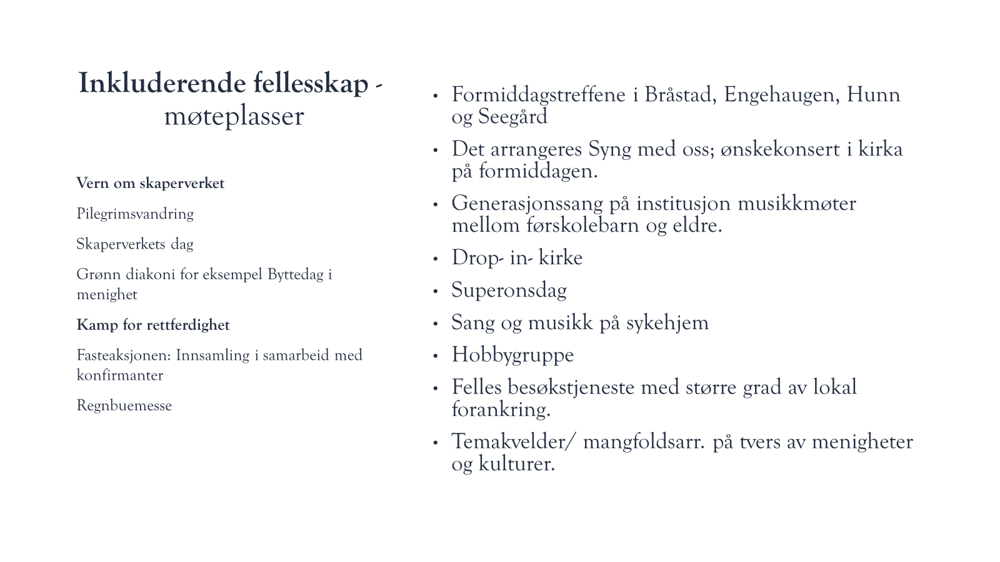 Inkluderende fellesskap -
møteplasser
Vern om skaperverket
Pilegrimsvandring
Skaperverkets dag
Grønn diakoni for eksempel Byttedag i
menighet
Kamp for rettferdighet
Fasteaksjonen: Innsamling i samarbeid med
konfirmanter
Regnbuemesse
• Formiddagstreffene i Bråstad, Engehaugen, Hunn
og Seegård
• Det arrangeres Syng med oss; ønskekonsert i kirka
på formiddagen.
• Generasjonssang på institusjon musikkmøter
mellom førskolebarn og eldre.
• Drop- in- kirke
• Superonsdag
• Sang og musikk på sykehjem
• Hobbygruppe
• Felles besøkstjeneste med større grad av lokal
forankring.
• Temakvelder/ mangfoldsarr. på tvers av menigheter
og kulturer.